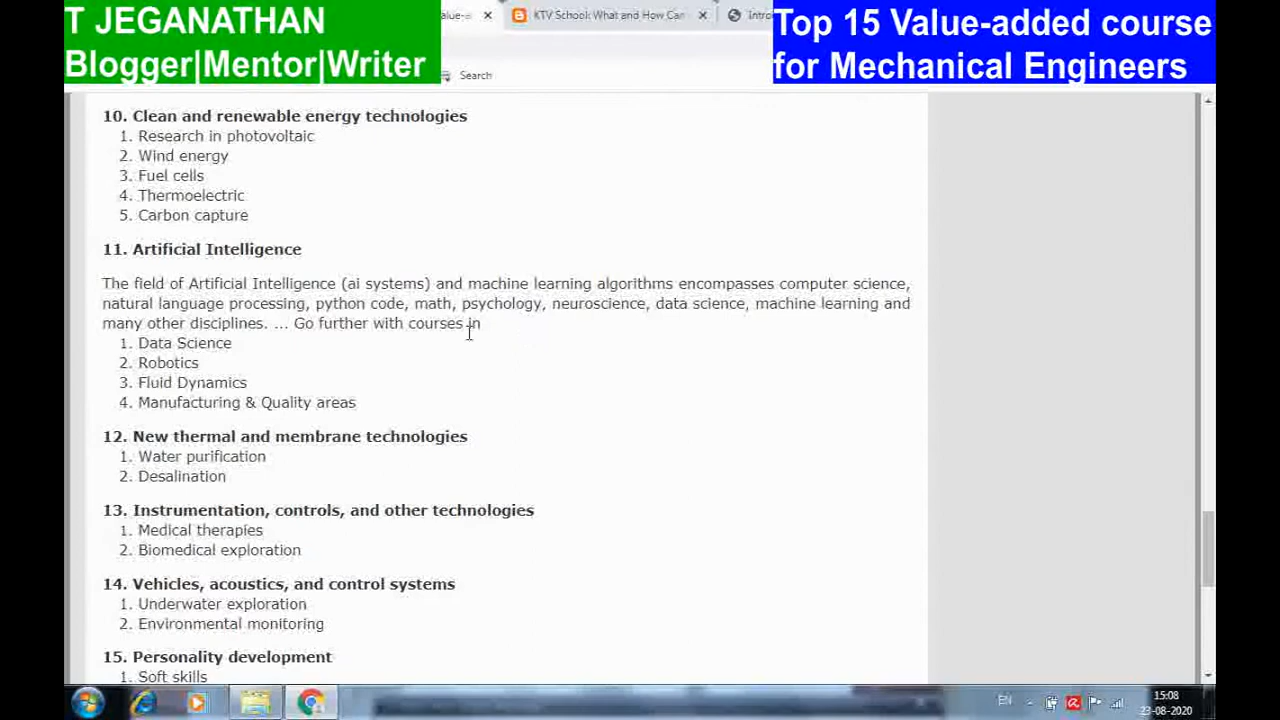 T JEGANATHAN
Blogger|Mentor|Writer
Top 15 Value-added course
for Mechanical Engineers
KTV School: What and How Can
Introd
Search
10. Clean and renewable energy technologies
1. Research in photovoltaic
2. Wind energy
3. Fuel cells
4. Thermoelectric
5. Carbon capture
11. Artificial Intelligence
The field of Artificial Intelligence (ai systems) and machine learning algorithms encompasses computer science,
natural language processing, python code, math, psychology, neuroscience, data science, machine learning and
many other disciplines. ... Go further with courses in
1. Data Science
2. Robotics
3. Fluid Dynamics
4. Manufacturing & Quality areas
12. New thermal and membrane technologies
1. Water purification
2. Desalination
13. Instrumentation, controls, and other technologies
1. Medical therapies
2. Biomedical exploration
14. Vehicles, acoustics, and control systems
1. Underwater exploration
2. Environmental monitoring
15. Personality development
1. Soft skills
EN
15:08
23-08-2020